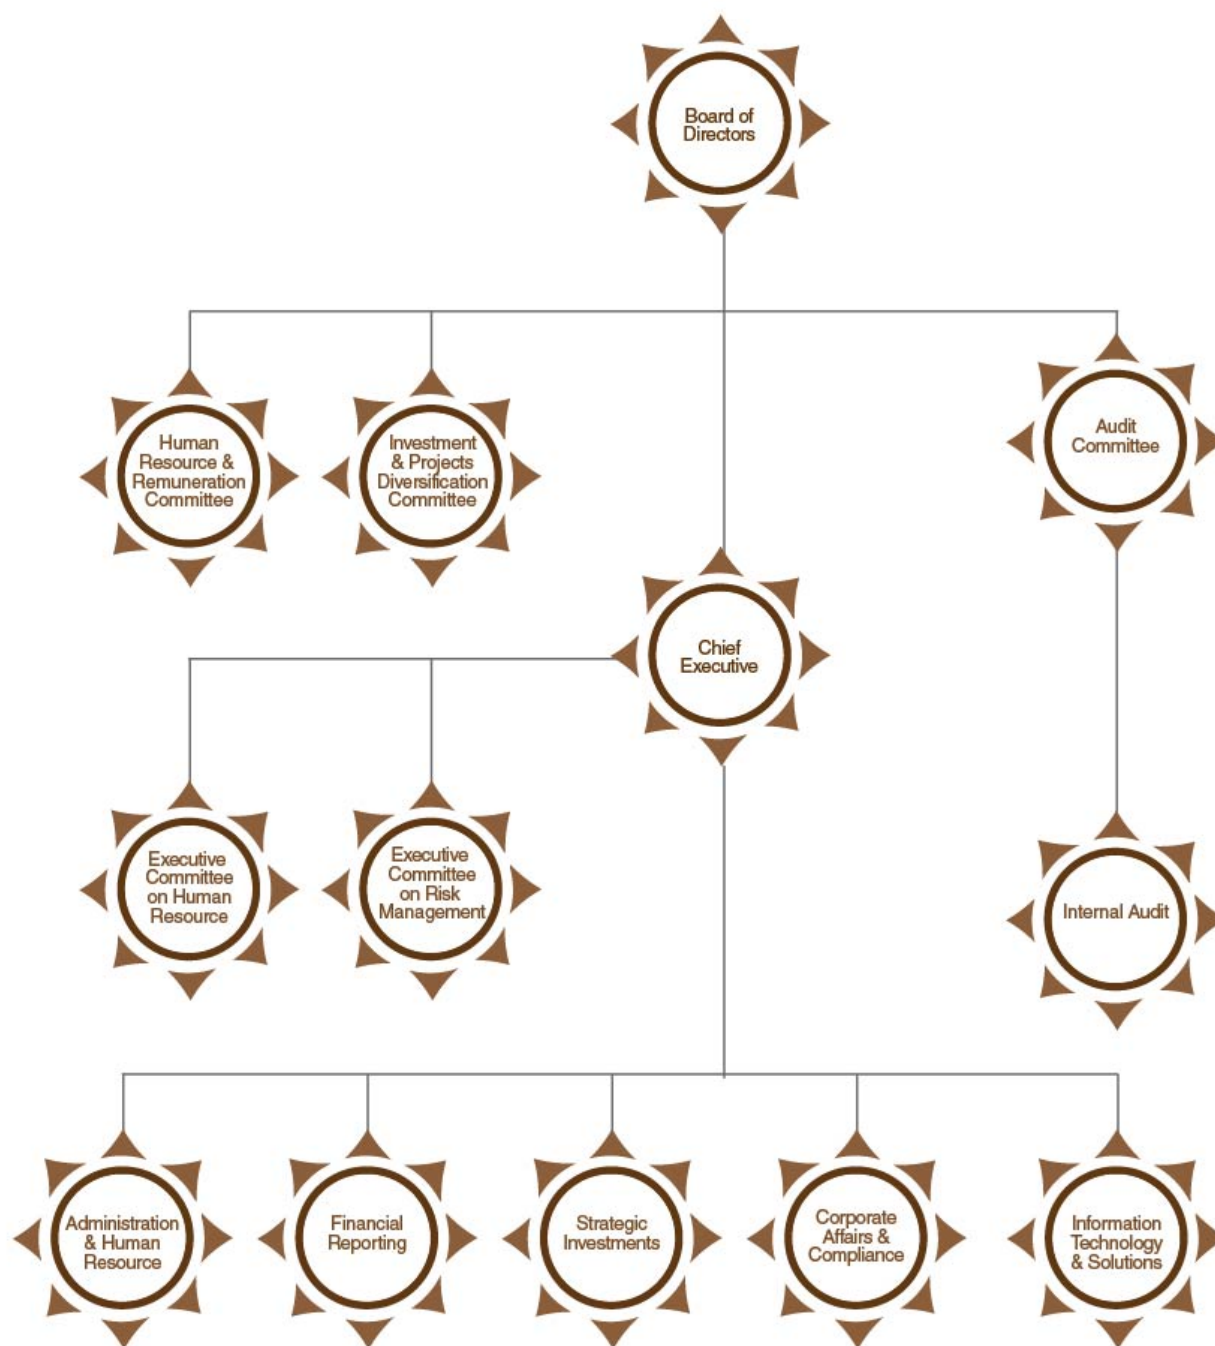 Board of
Directors
Human
Resource &
Remuneration
Committee
Investment
& Projects
Diversification
Committee
Audit
Committee
Chief
Executive
Executive
Committee
on Human
Resource
Executive
Committee
on Risk
Management
Internal Audit
Administration
& Human
Resource
Financial
Reporting
Strategic
Investments
Corporate
Affairs &
Compliance
Information
Technology
& Solutions